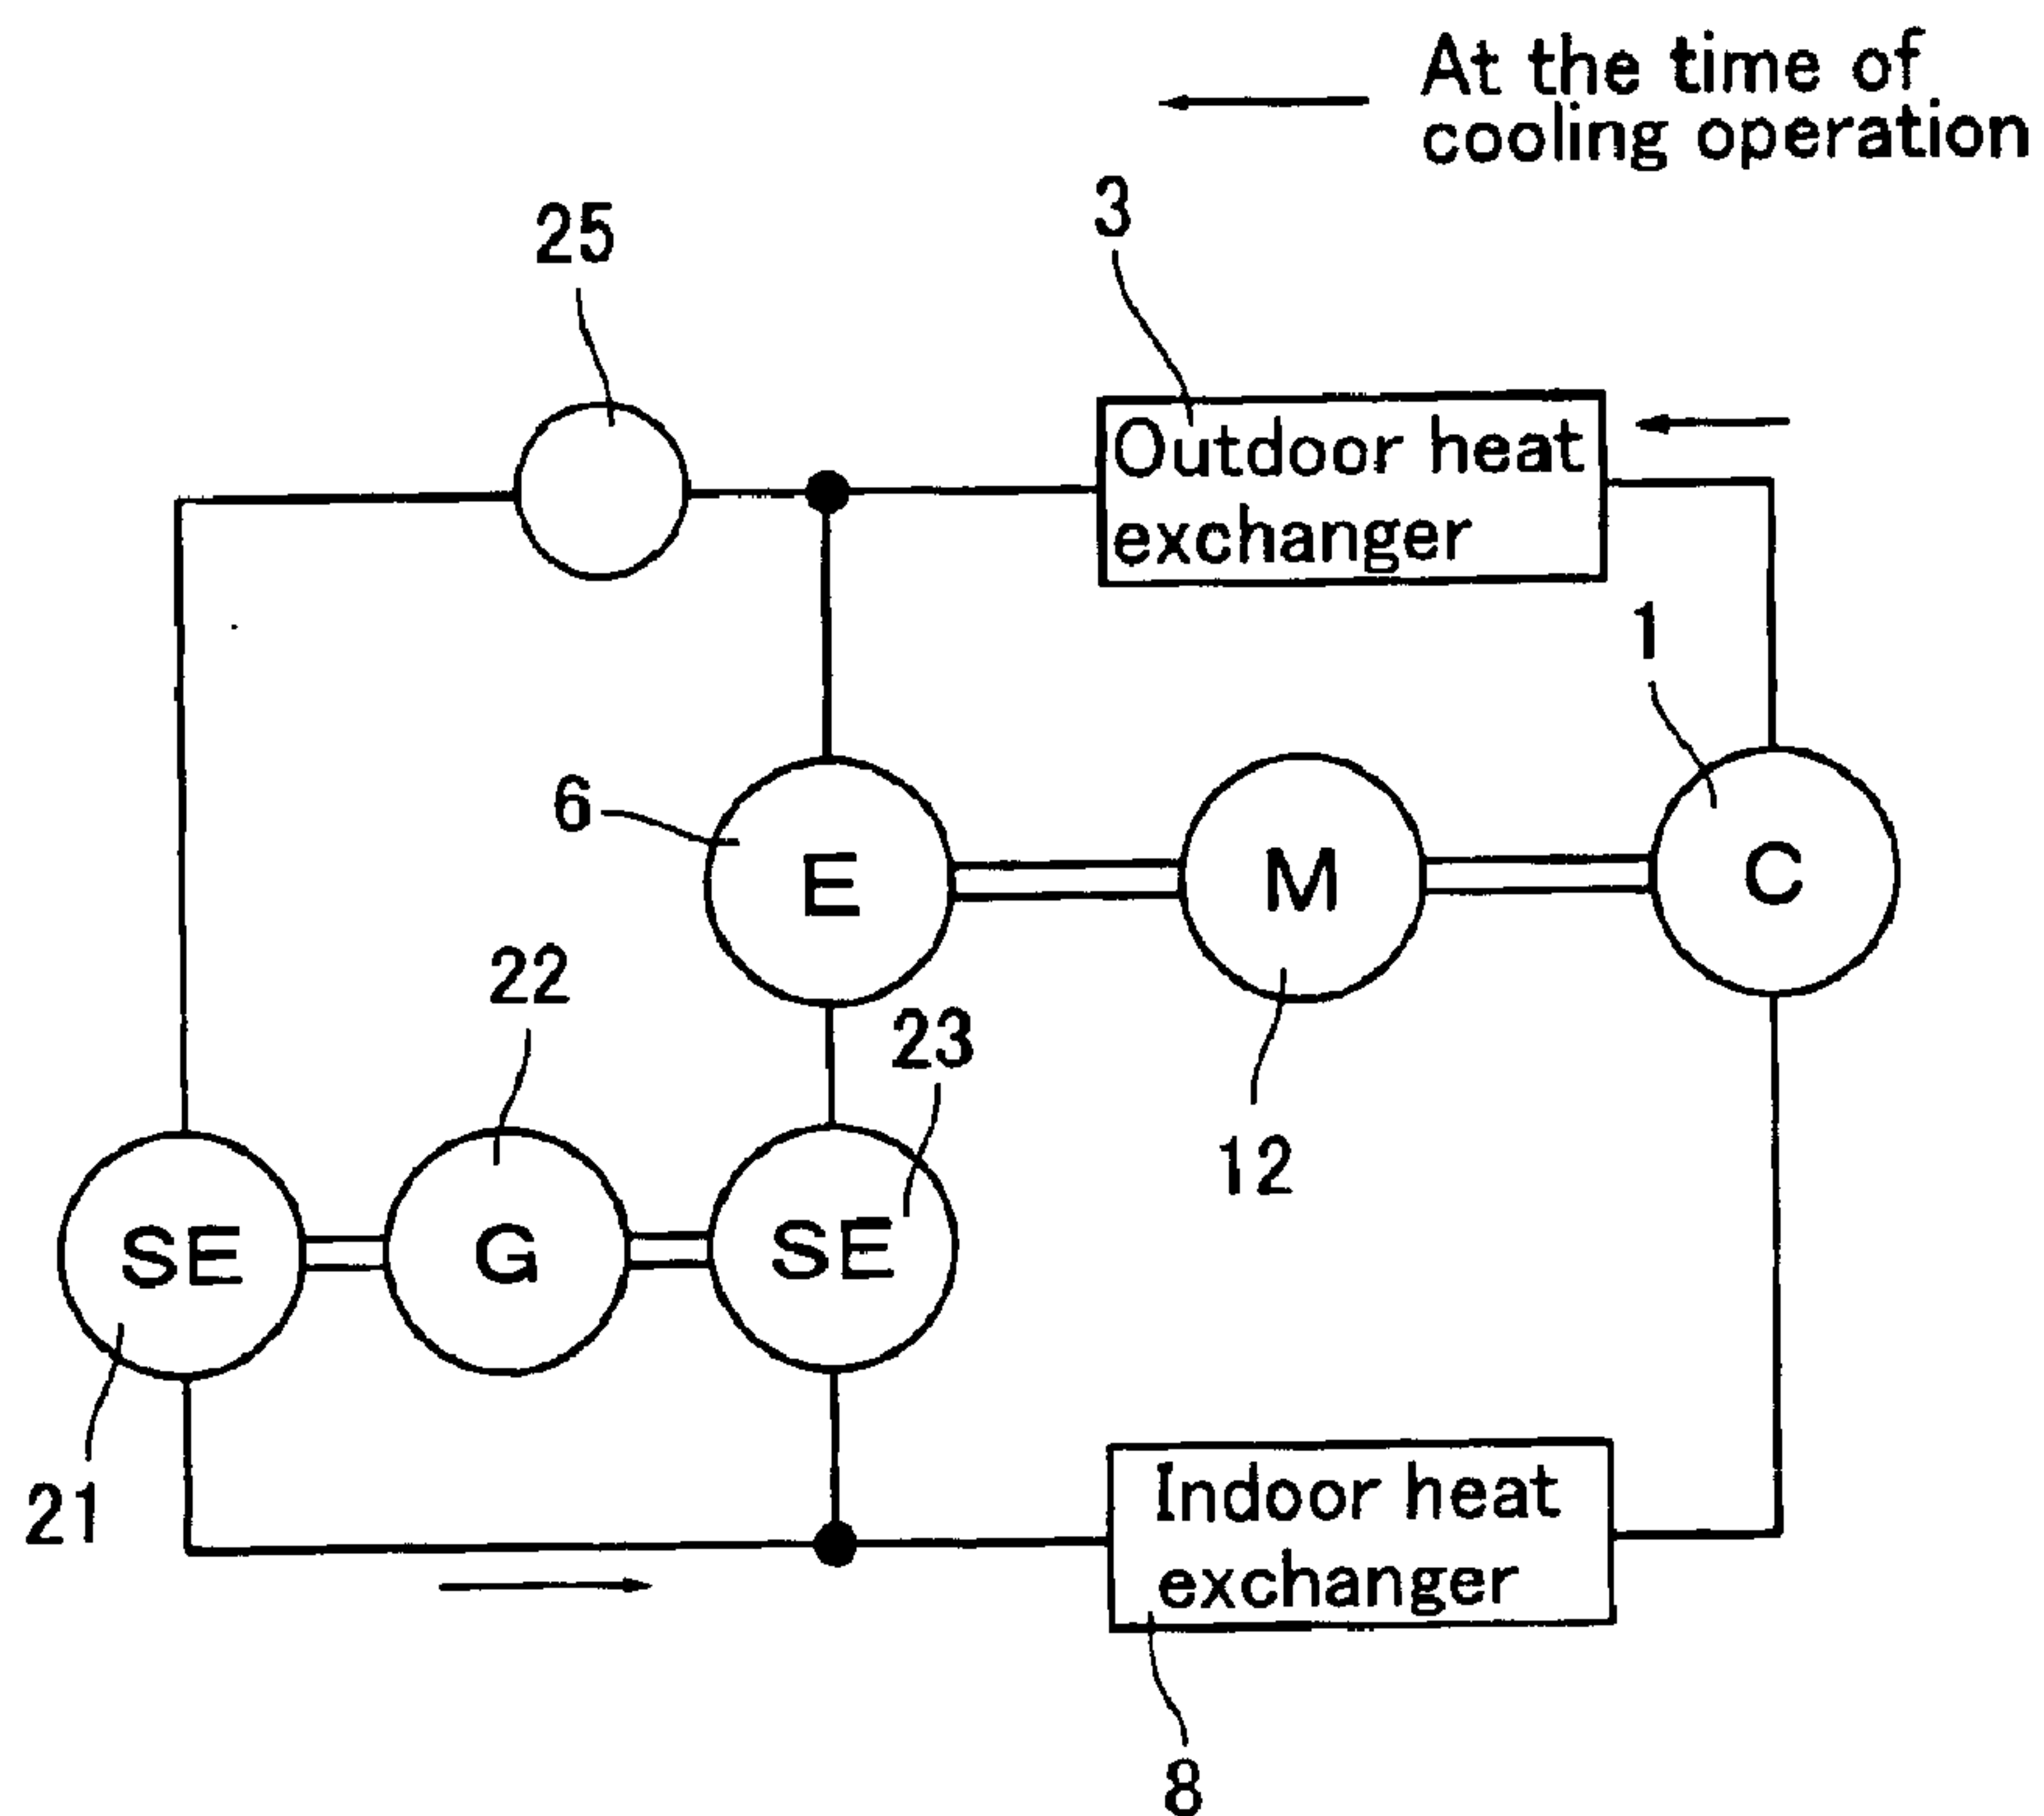 At the time of
cooling operation
3
25
Outdoor heat
exchanger
1
6
E
M
C
22
23
12
SE
G
SE
21
Indoor heat
exchanger
8